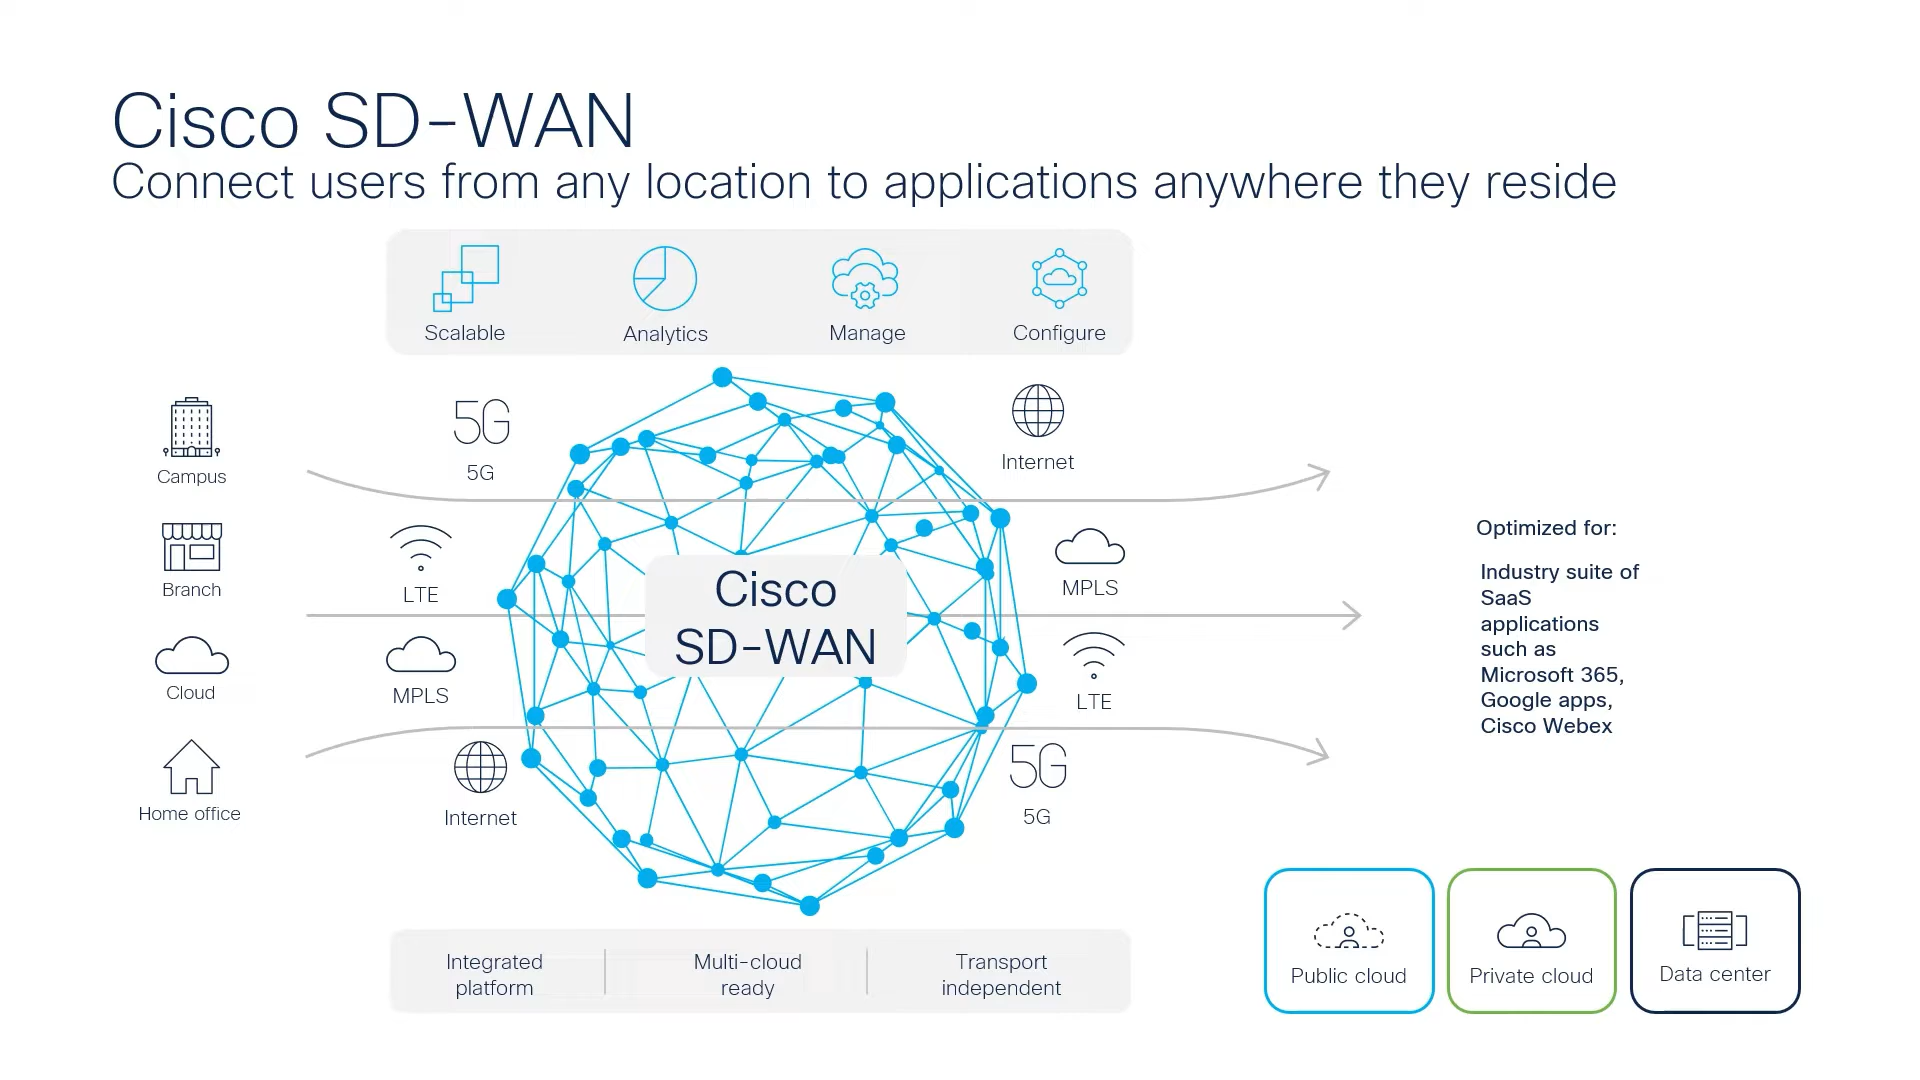 Cisco SD-WAN
Connect users from any location to applications anywhere they reside
Scalable
Analytics
Manage
Configure
Campus
Branch
Cloud
Home office
5G
5G
LTE
MPLS
Internet
Cisco
SD-WAN
Internet
MPLS
LTE
5G
5G
Optimized for:
Industry suite of
SaaS
applications
such as
Microsoft 365,
Google apps,
Cisco Webex
Integrated
platform
Multi-cloud
ready
Transport
independent
Public cloud
Private cloud
Data center